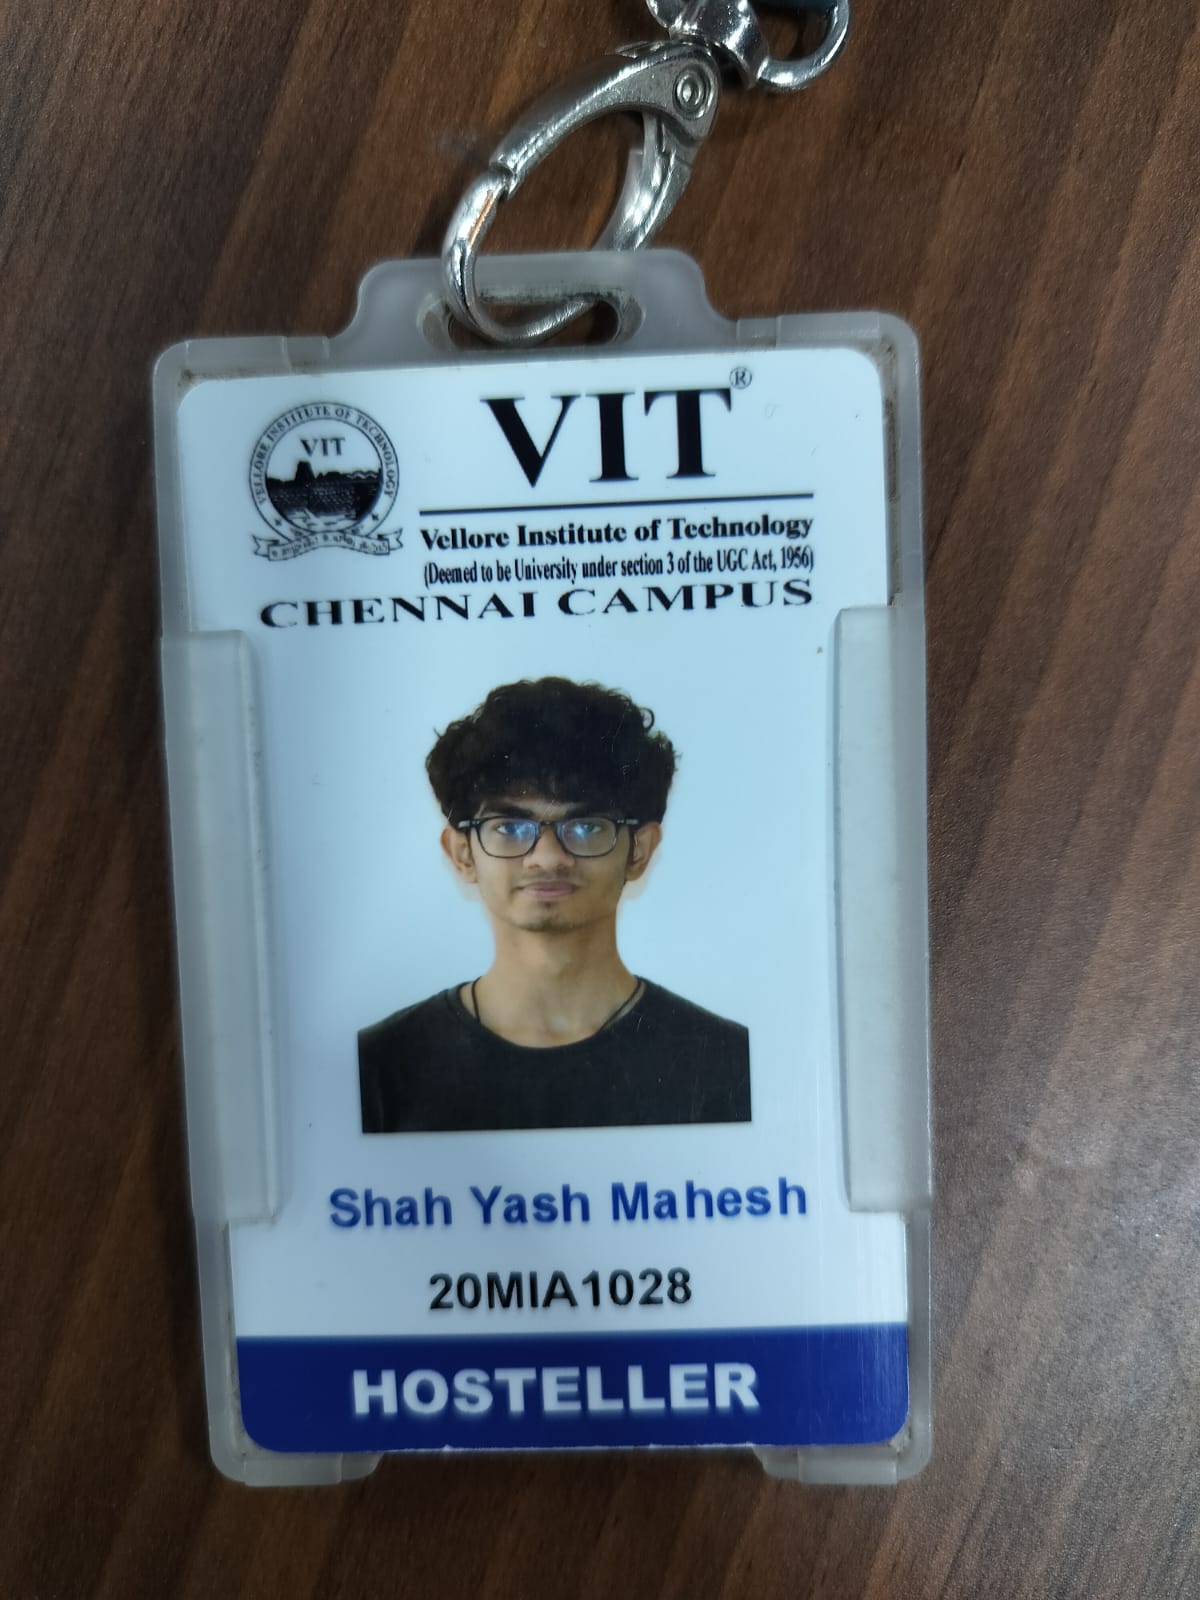 VELLORE INSTITUTE OF TECHNOLOGY
VIT
VIT®
Vellore Institute of Technology
(Deemed to be University under section 3 of the UGC Act, 1956)
CHENNAI CAMPUS
Shah Yash Mahesh
20MIA1028
HOSTELLER